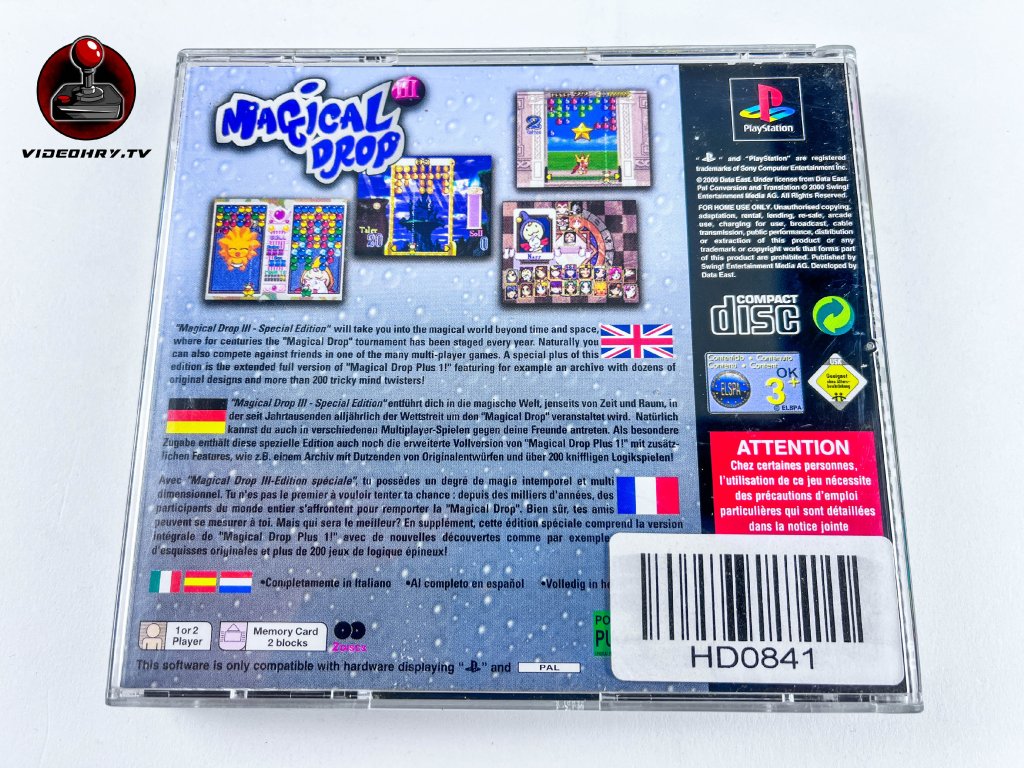 VIDEOHRY.TV
MAGICAL
DROP
III
Taler
Soll
0
Narr
PlayStation
" " and "PlayStation" are registered
trademarks of Sony Computer Entertainment Inc.
© 2000 Data East. Under license from Data East.
Pal Conversion and Translation © 2000 Swing!
Entertainment Media AG. All Rights Reserved.
FOR HOME USE ONLY. Unauthorised copying,
adaptation, rental, lending, re-sale, arcade
use, charging for use, broadcast, cable
transmission, public performance, distribution
or extraction of this product or any
trademark or copyright work that forms part
of this product are prohibited. Published by
Swing! Entertainment Media AG. Developed by
Data East.
COMPACT
disc
Contenido · Contenuto
Content · Content
ELSPA
OK
3+
© ELSPA
USK
Geeignet
ohne Alters-
beschränkung
ATTENTION
Chez certaines personnes,
l'utilisation de ce jeu nécessite
des précautions d'emploi
particulières qui sont détaillées
dans la notice jointe
"Magical Drop III - Special Edition" will take you into the magical world beyond time and space,
where for centuries the "Magical Drop" tournament has been staged every year. Naturally you
can also compete against friends in one of the many multi-player games. A special plus of this
edition is the extended full version of "Magical Drop Plus 1!" featuring for example an archive with dozens of
original designs and more than 200 tricky mind twisters!
"Magical Drop III - Special Edition"entführt dich in die magische Welt, jenseits von Zeit und Raum, in
der seit Jahrtausenden alljährlich der Wettstreit um den "Magical Drop" veranstaltet wird. Natürlich
kannst du auch in verschiedenen Multiplayer-Spielen gegen deine Freunde antreten. Als besondere
Zugabe enthält diese spezielle Edition auch noch die erweiterte Vollversion von "Magical Drop Plus 1!" mit zusätz-
lichen Features, wie z.B. einem Archiv mit Dutzenden von Originalentwürfen und über 200 kniffligen Logikspielen!
Avec "Magical Drop III-Edition spéciale", tu possèdes un degré de magie intemporel et multi
dimensionnel. Tu n'es pas le premier à vouloir tenter ta chance : depuis des milliers d'années, des
participants du monde entier s'affrontent pour remporter la "Magical Drop". Bien sûr, tes amis
peuvent se mesurer à toi. Mais qui sera le meilleur? En supplément, cette édition spéciale comprend la version
intégrale de "Magical Drop Plus 1!" avec de nouvelles découvertes comme par exemple
d'esquisses originales et plus de 200 jeux de logique épineux!
•Completamente in Italiano •Al completo en español •Volledig in he
1 or 2
Player
Memory Card
2 blocks
2 discs
PO
PU
This software is only compatible with hardware displaying " " and PAL
HD0841